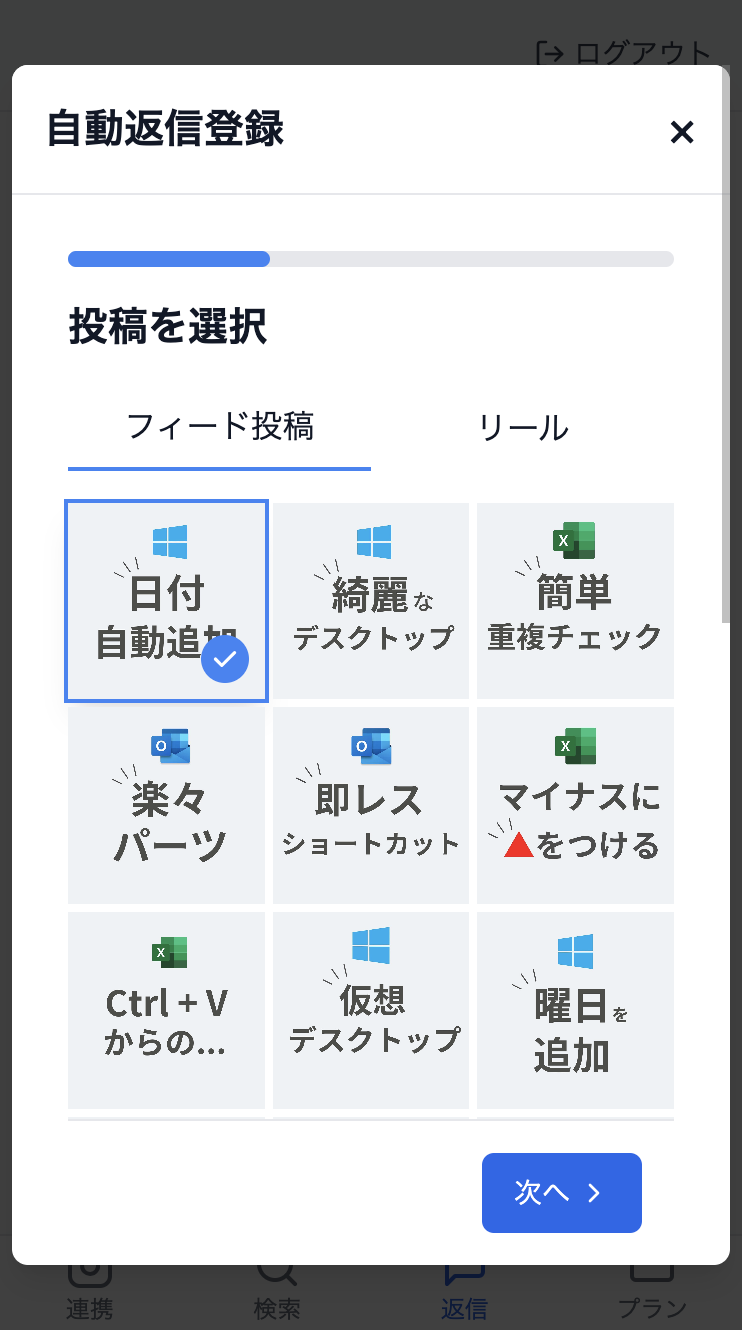 ログアウト
自動返信登録
投稿を選択
フィード投稿
リール
日付
自動追加
綺麗な
デスクトップ
簡単
重複チェック
楽々
パーツ
即レス
ショートカット
マイナスに
▲をつける
Ctrl + V
からの...
仮想
デスクトップ
曜日を
追加
次へ
連携
検索
返信
プラン